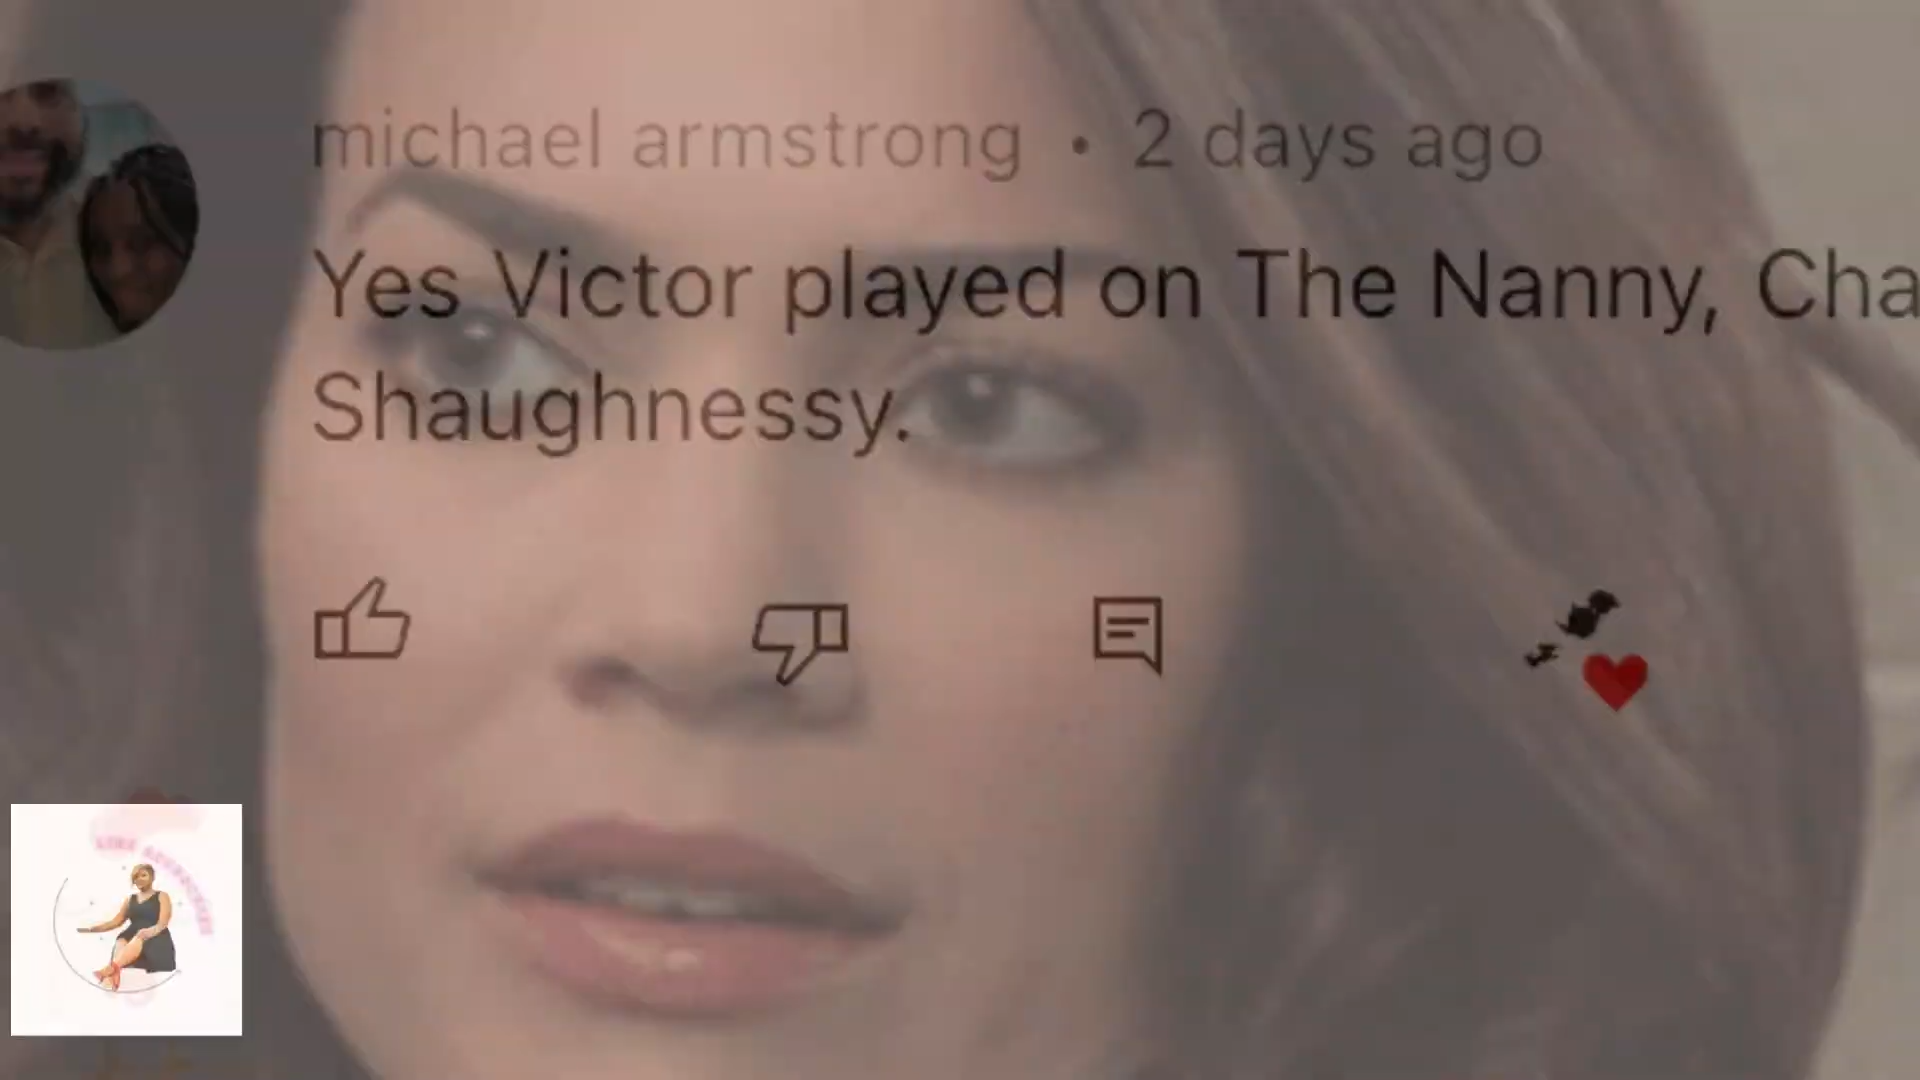 michael armstrong • 2 days ago
Yes Victor played on The Nanny, Cha
Shaughnessy.